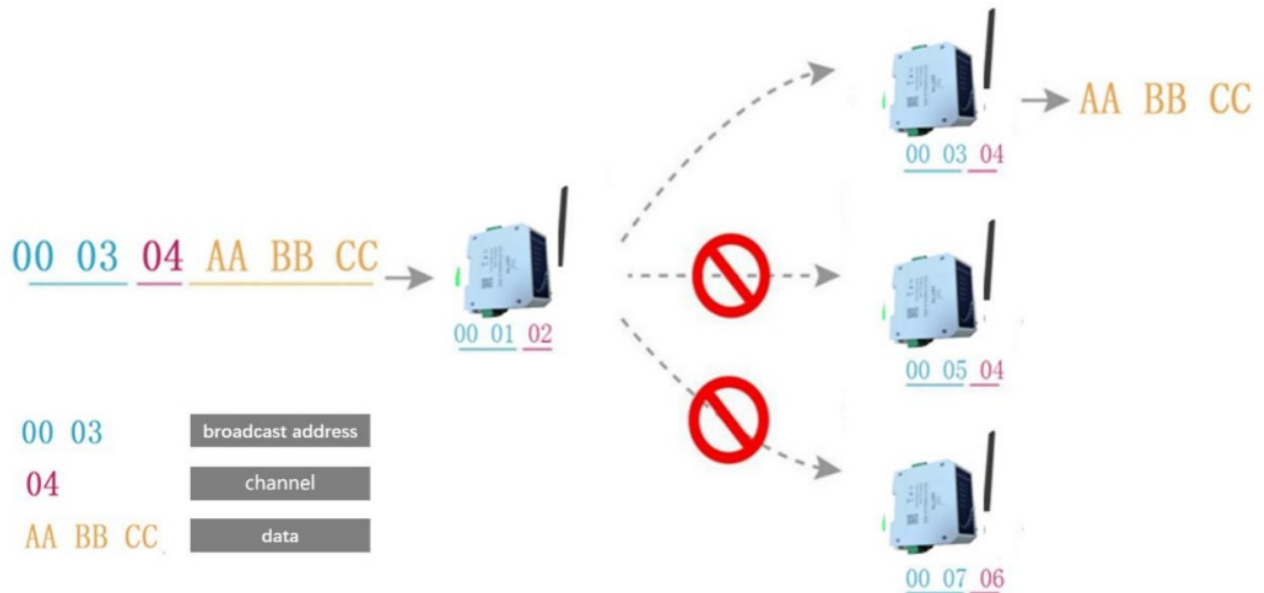 00 03 04 AA BB CC
00 01 02
00 03 04
AA BB CC
00 05 04
00 07 06
00 03 broadcast address
04 channel
AA BB CC data